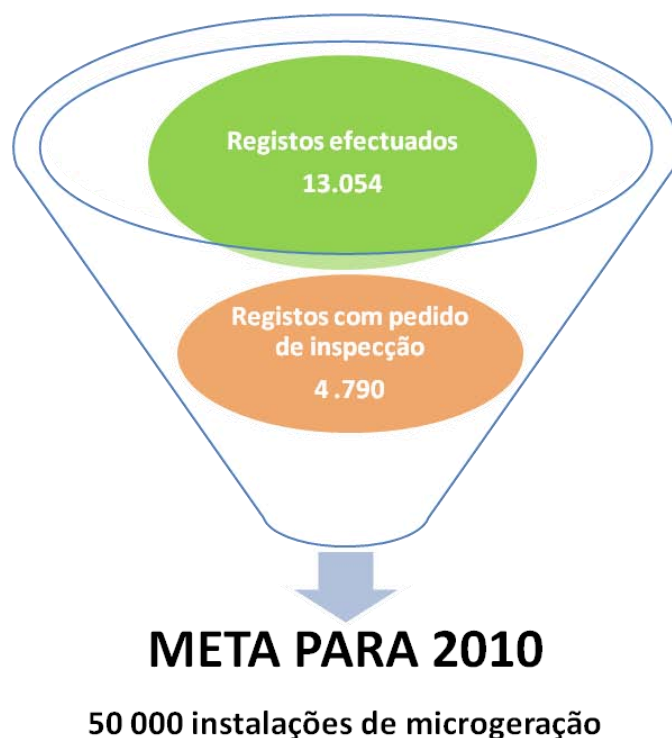 Registos efectuados
13.054
Registos com pedido
de inspecção
4 .790
META PARA 2010
50 000 instalações de microgeração